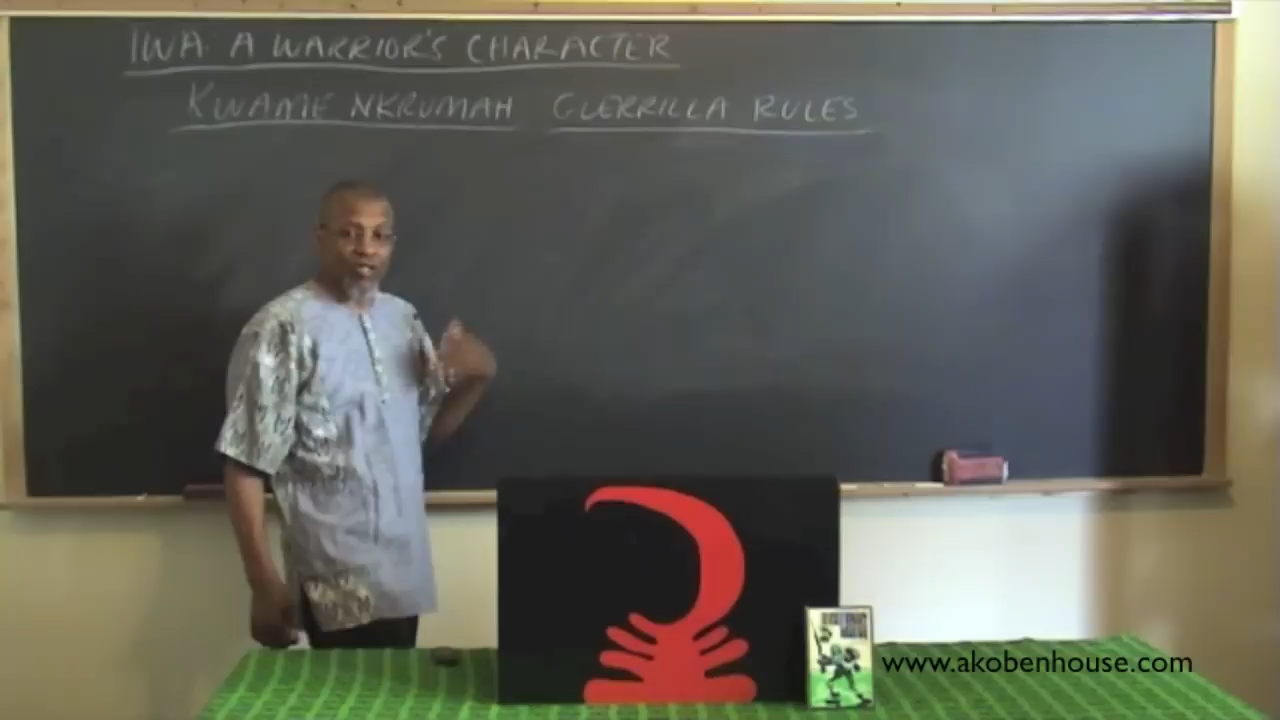 IWA A WARRIOR'S CHARACTER
KWAME NKRUMAH GUERRILLA RULES
www.akobenhouse.com